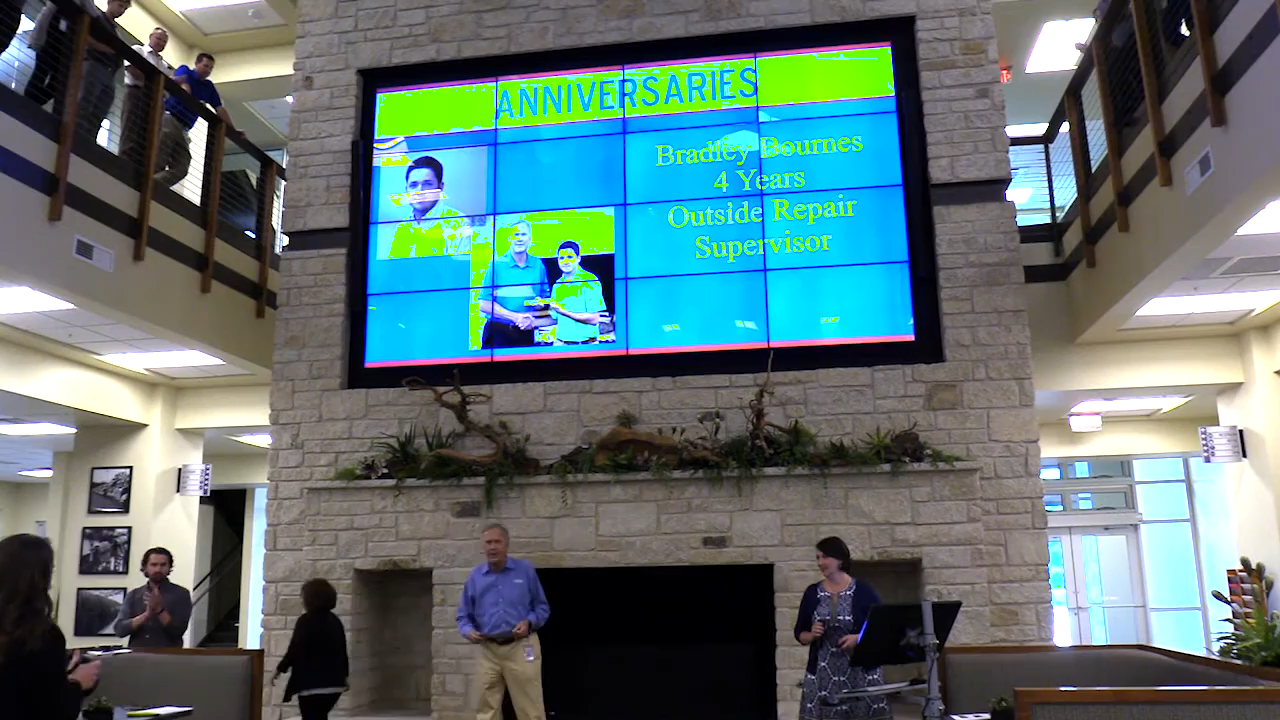 ANNIVERSARIES
Bradley Bournes
4 Years
Outside Repair
Supervisor